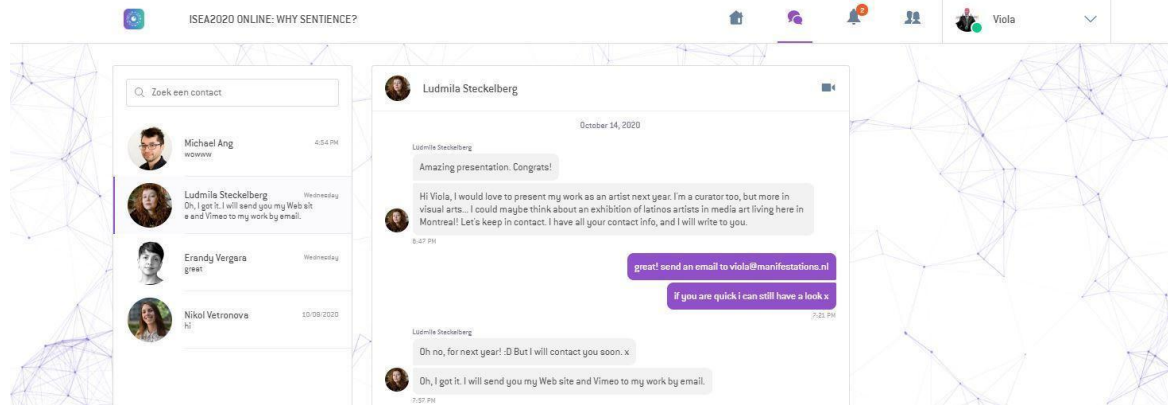 ISEA2020 ONLINE: WHY SENTIENCE?
2
Viola
Zoek een contact
Michael Ang
4:54 PM
wowww
Ludmila Steckelberg
Wednesday
Oh, I got it. I will send you my Web sit
e and Vimeo to my work by email.
Erandy Vergara
Wednesday
great
Nikol Vetronova
10/08/2020
hi
Ludmila Steckelberg
October 14, 2020
Ludmila Steckelberg
Amazing presentation. Congrats!
Hi Viola, I would love to present my work as an artist next year. I'm a curator too, but more in
visual arts... I could maybe think about an exhibition of latinos artists in media art living here in
Montreal! Let's keep in contact. I have all your contact info, and I will write to you.
6:47 PM
great! send an email to viola@manifestations.nl
if you are quick i can still have a look x
7:21 PM
Ludmila Steckelberg
Oh no, for next year! :D But I will contact you soon. x
Oh, I got it. I will send you my Web site and Vimeo to my work by email.
7:57 PM